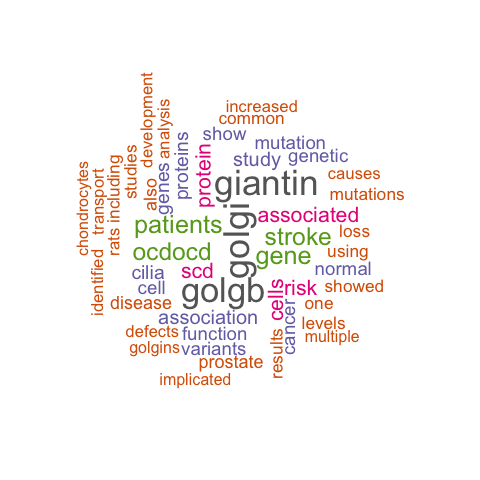 increased
common
show
mutation
study
genetic
giantin
causes
mutations
associated
patients
stroke
loss
ocdocd
gene
using
cilia
scd
normal
cell
golgb
risk
showed
disease
one
association
levels
defects
function
multiple
golgins
variants
prostate
implicated
development
analysis
also
studies
genes
proteins
protein
chondrocytes
transport
including
rats
identified
golgi
cells
cancer
results